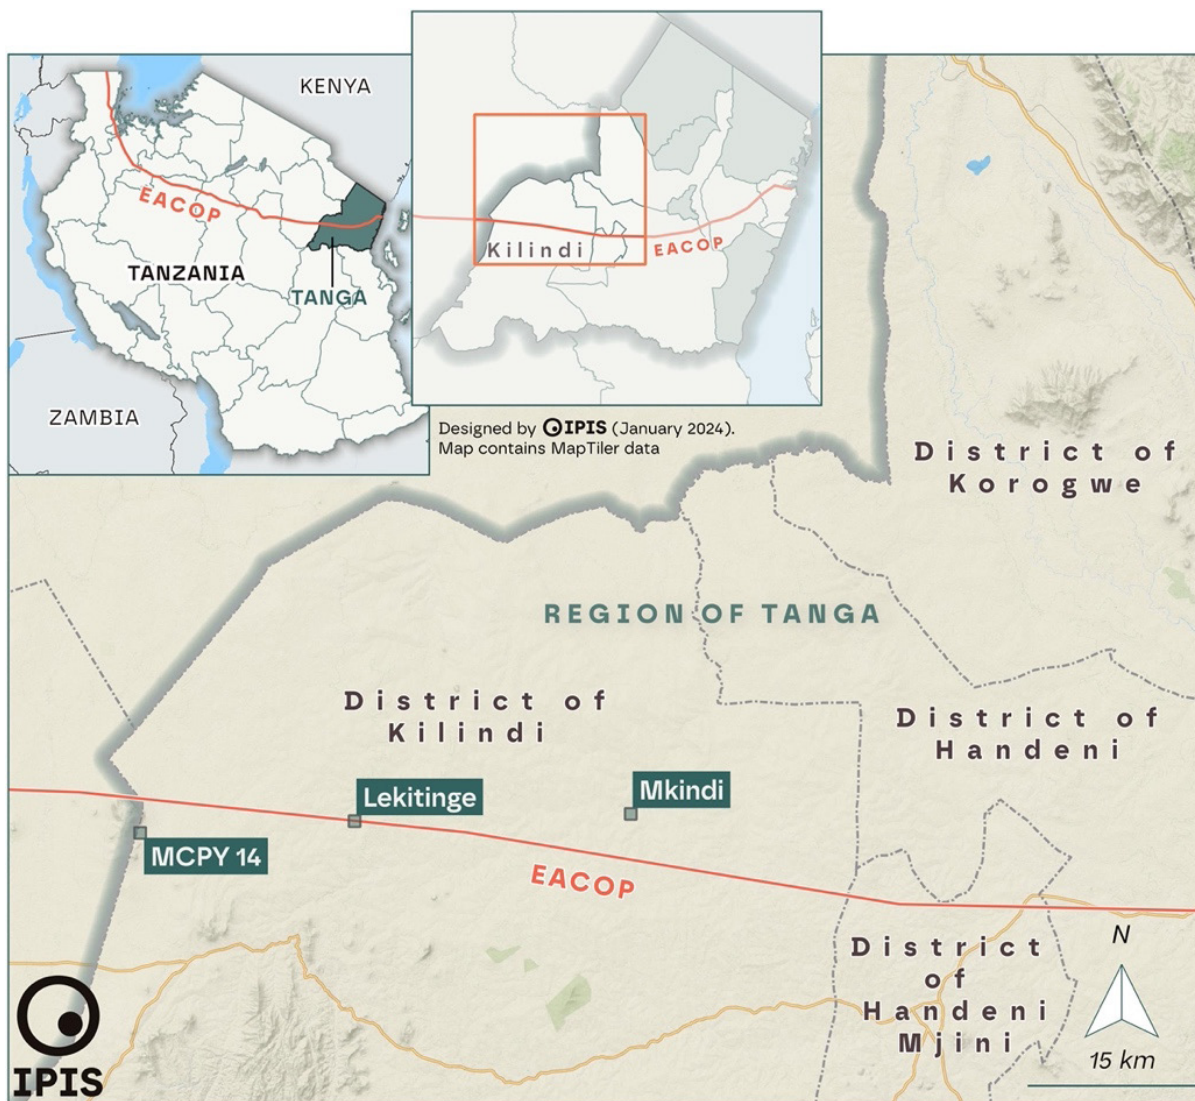 KENYA
EACOP
TANZANIA
TANGA
ZAMBIA
Kilindi
EACOP
Designed by IPIS (January 2024).
Map contains MapTiler data
District of
Korogwe
REGION OF TANGA
District of
Kilindi
District of
Handeni
Lekitinge
Mkindi
MCPY 14
EACOP
District
of
Handeni
Mjini
N
15 km
IPIS